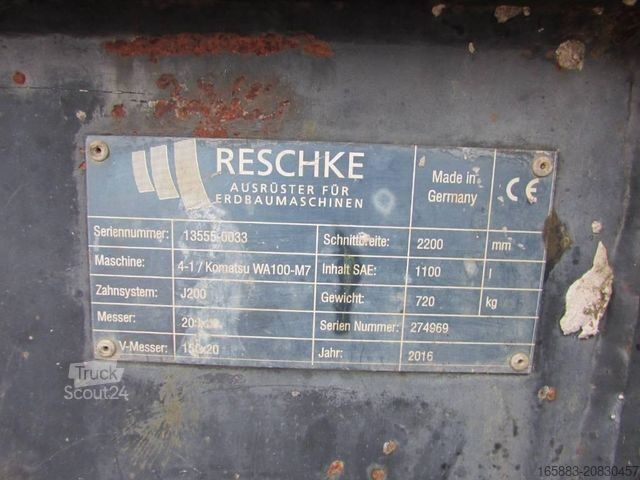 RESCHKE
AUSRÜSTER FÜR
ERDBAUMASCHINEN
Made in
Germany
CE
Seriennummer: 13555-0033 Schnittbreite: 2200 mm
Maschine: 4-1 / Komatsu WA100-M7 Inhalt SAE: 1100 l
Zahnsystem: J200 Gewicht: 720 kg
Messer: Serien Nummer: 274969
V-Messer: 150x20 Jahr: 2016
Truck
Scout24
165883-20830457